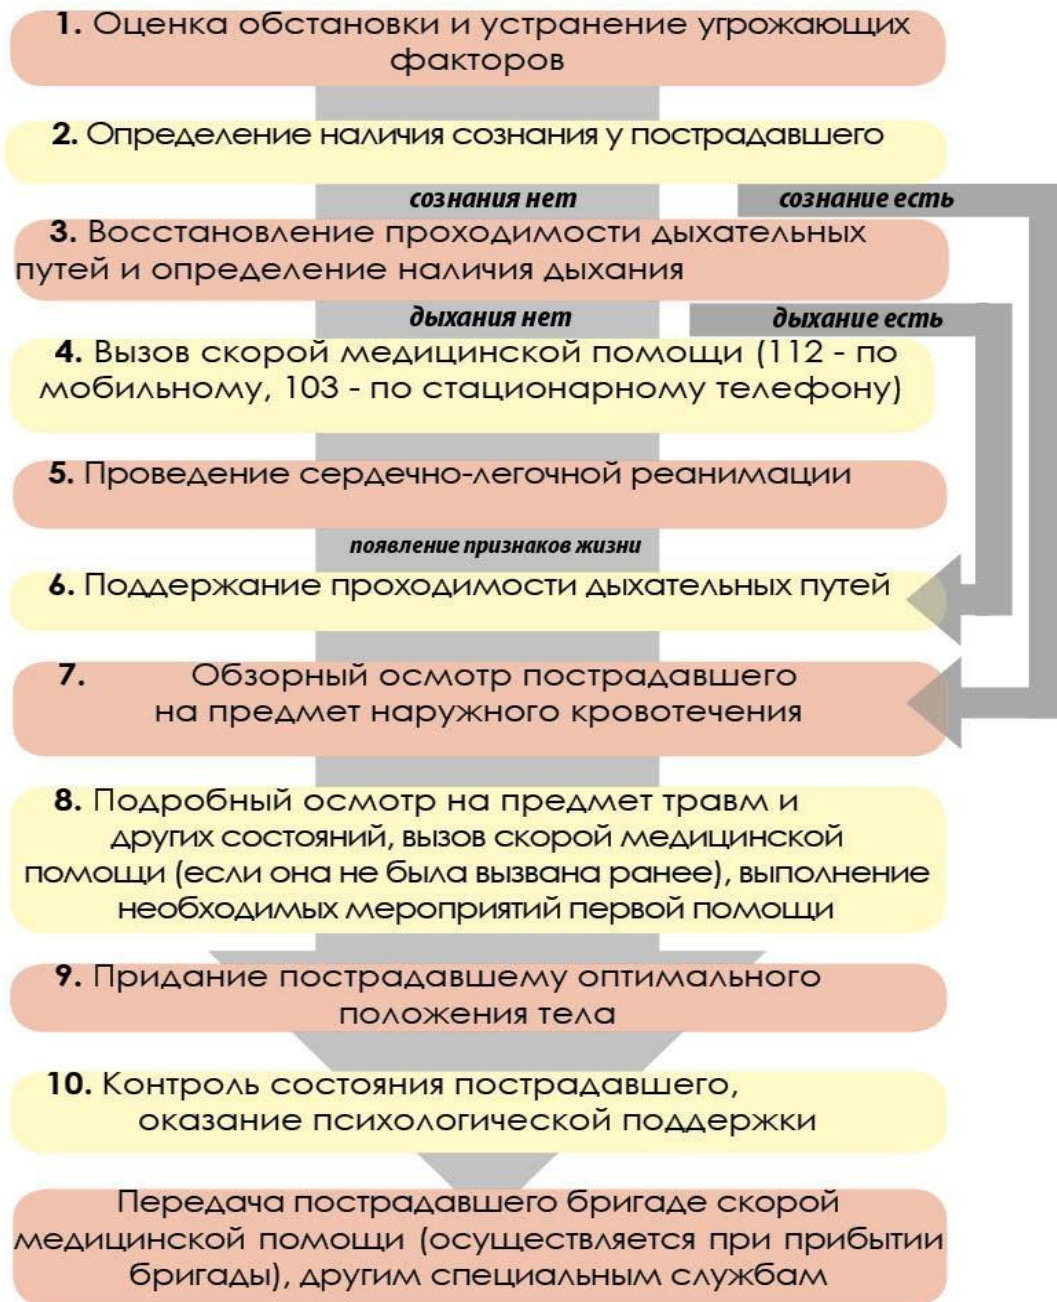 1. Оценка обстановки и устранение угрожающих
факторов
2. Определение наличия сознания у пострадавшего
сознания нет
сознание есть
3. Восстановление проходимости дыхательных
путей и определение наличия дыхания
дыхания нет
дыхание есть
4. Вызов скорой медицинской помощи (112 - по
мобильному, 103 - по стационарному телефону)
5. Проведение сердечно-легочной реанимации
появление признаков жизни
6. Поддержание проходимости дыхательных путей
7. Обзорный осмотр пострадавшего
на предмет наружного кровотечения
8. Подробный осмотр на предмет травм и
других состояний, вызов скорой медицинской
помощи (если она не была вызвана ранее), выполнение
необходимых мероприятий первой помощи
9. Придание пострадавшему оптимального
положения тела
10. Контроль состояния пострадавшего,
оказание психологической поддержки
Передача пострадавшего бригаде скорой
медицинской помощи (осуществляется при прибытии
бригады), другим специальным службам